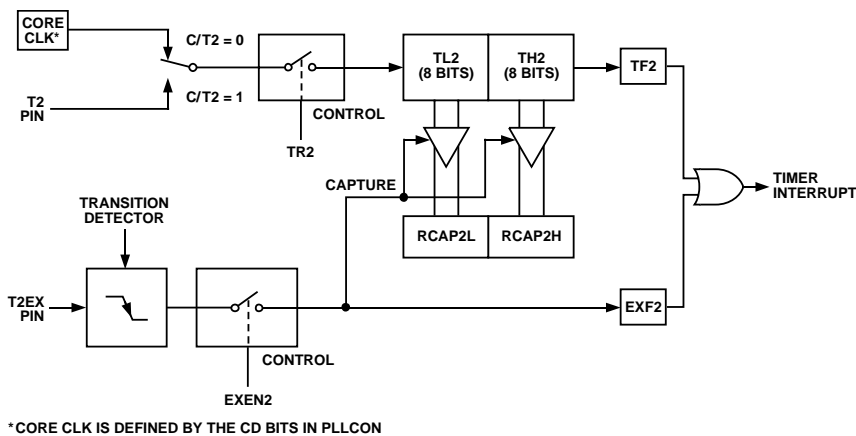 CORE
CLK*
C/T2 = 0
T2
PIN
C/T2 = 1
CONTROL
TR2
TL2
(8 BITS)
TH2
(8 BITS)
TF2
CAPTURE
TIMER
INTERRUPT
TRANSITION
DETECTOR
RCAP2L
RCAP2H
T2EX
PIN
CONTROL
EXEN2
EXF2
*CORE CLK IS DEFINED BY THE CD BITS IN PLLCON